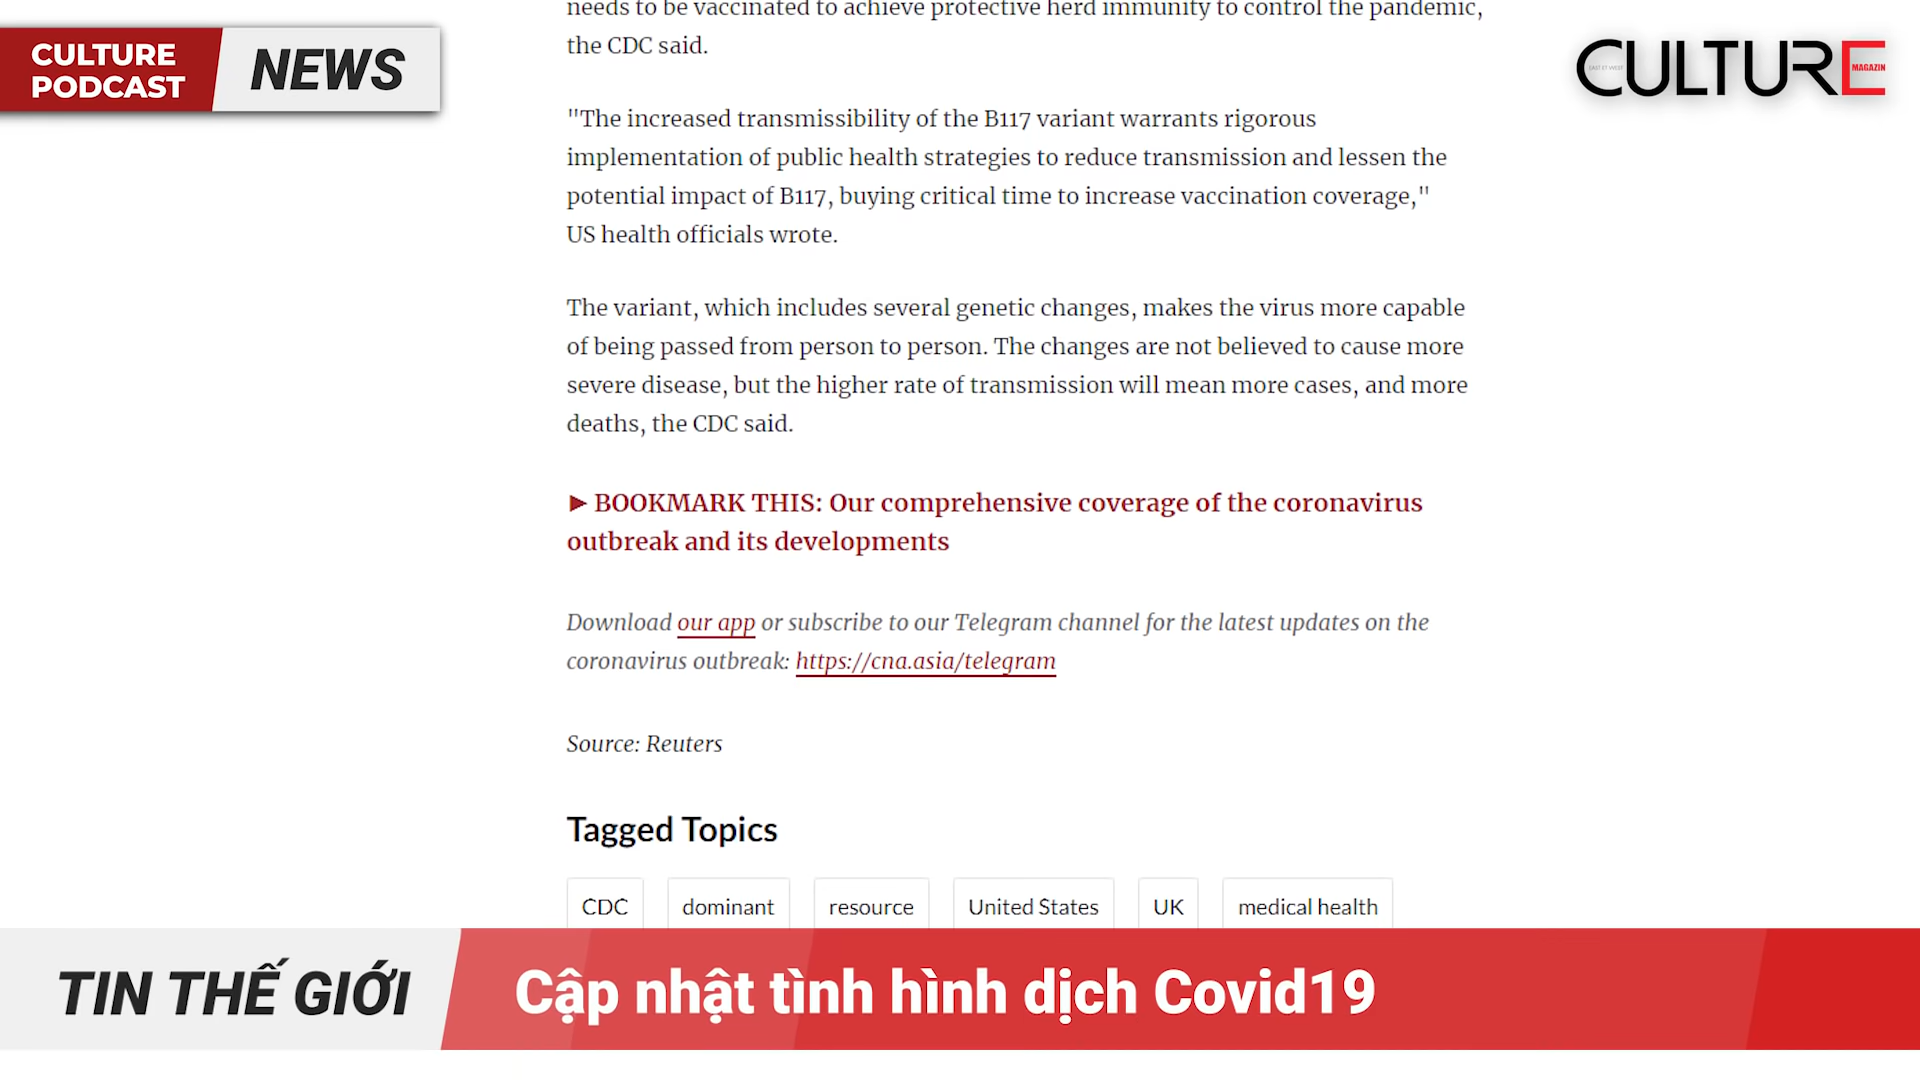 needs to be vaccinated to achieve protective herd immunity to control the pandemic,
the CDC said.
CULTURE
PODCAST
NEWS
CULTURE
EAST ET WEST
MAGAZIN
"The increased transmissibility of the B117 variant warrants rigorous
implementation of public health strategies to reduce transmission and lessen the
potential impact of B117, buying critical time to increase vaccination coverage,"
US health officials wrote.
The variant, which includes several genetic changes, makes the virus more capable
of being passed from person to person. The changes are not believed to cause more
severe disease, but the higher rate of transmission will mean more cases, and more
deaths, the CDC said.
► BOOKMARK THIS: Our comprehensive coverage of the coronavirus
outbreak and its developments
Download our app or subscribe to our Telegram channel for the latest updates on the
coronavirus outbreak: https://cna.asia/telegram
Source: Reuters
Tagged Topics
CDC dominant resource United States UK medical health
TIN THẾ GIỚI
Cập nhật tình hình dịch Covid19